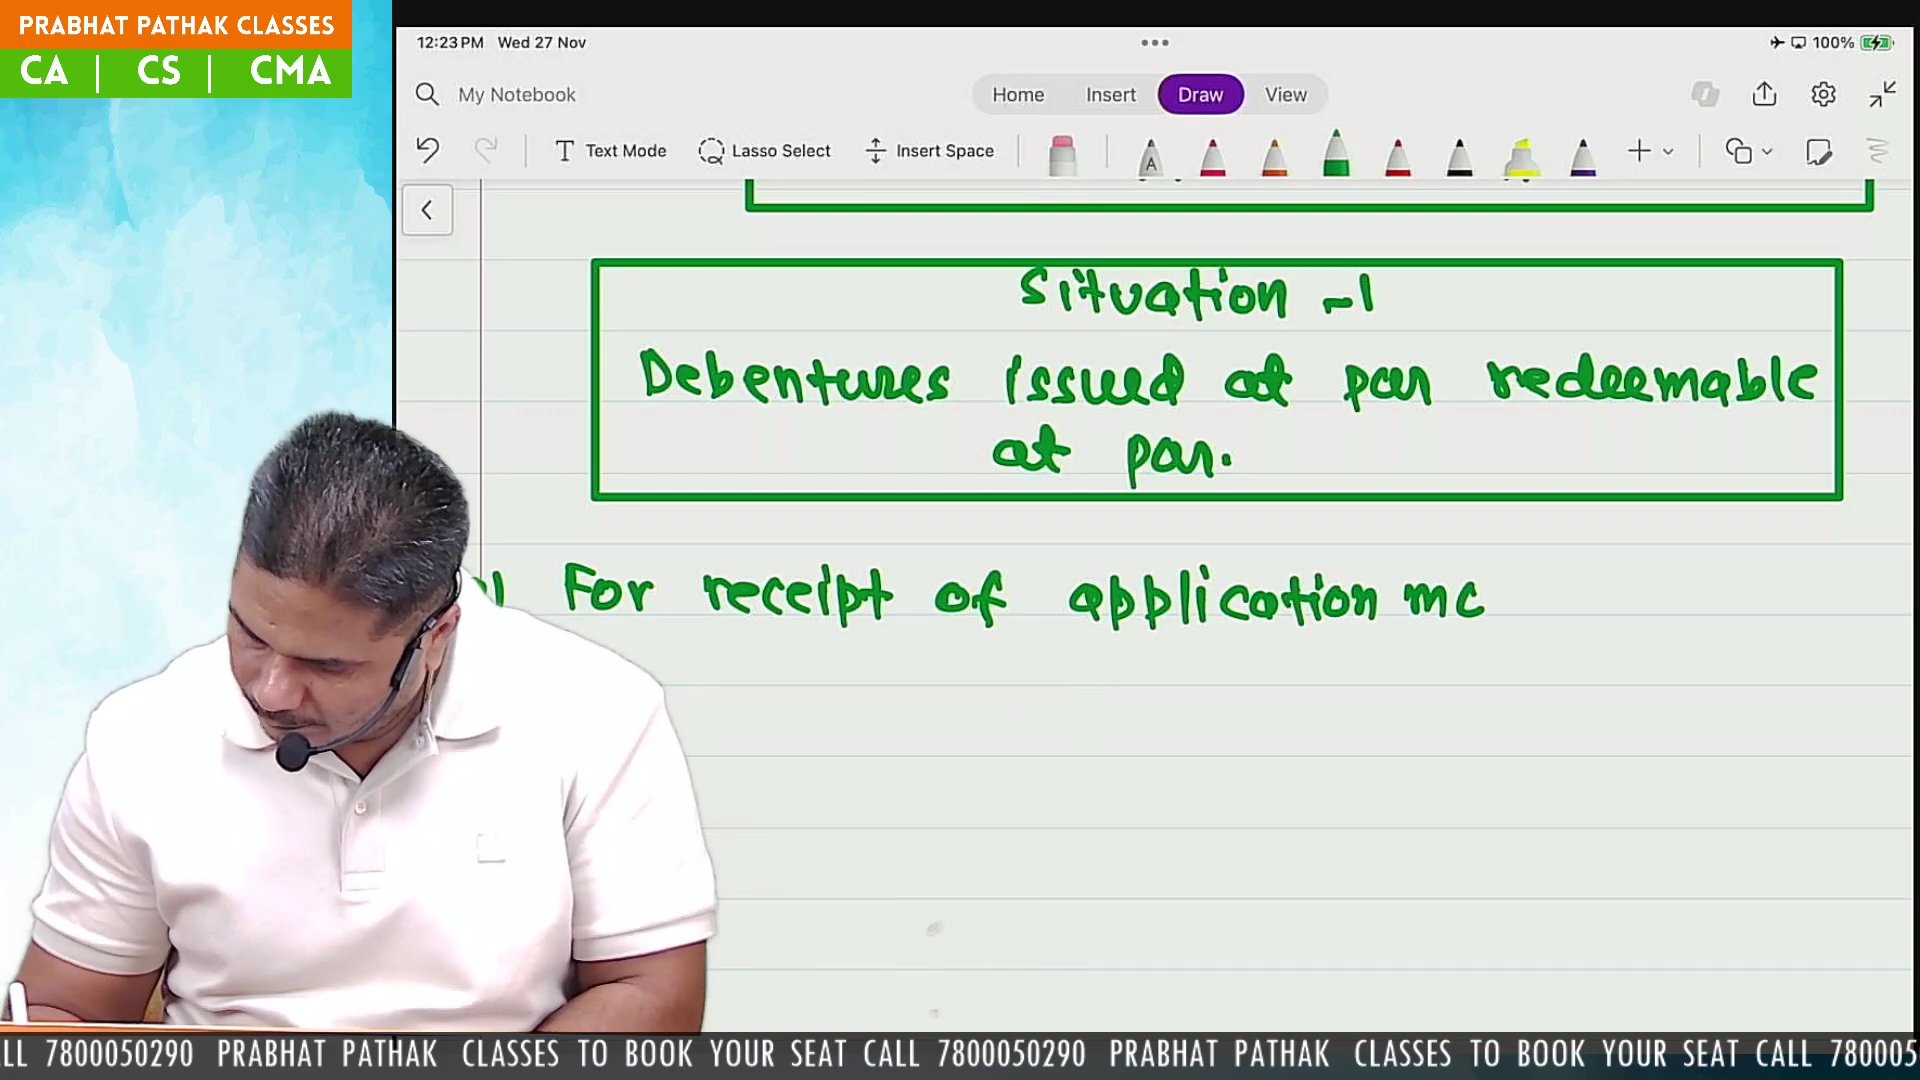 PRABHAT PATHAK CLASSES
CA | CS | CMA
12:23 PM Wed 27 Nov
100%
My Notebook
Home Insert Draw View
Text Mode Lasso Select Insert Space
A
Situation -1
Debentures issued at par redeemable
at par.
For receipt of application mo
LL 7800050290 PRABHAT PATHAK CLASSES TO BOOK YOUR SEAT CALL 7800050290 PRABHAT PATHAK CLASSES TO BOOK YOUR SEAT CALL 780005